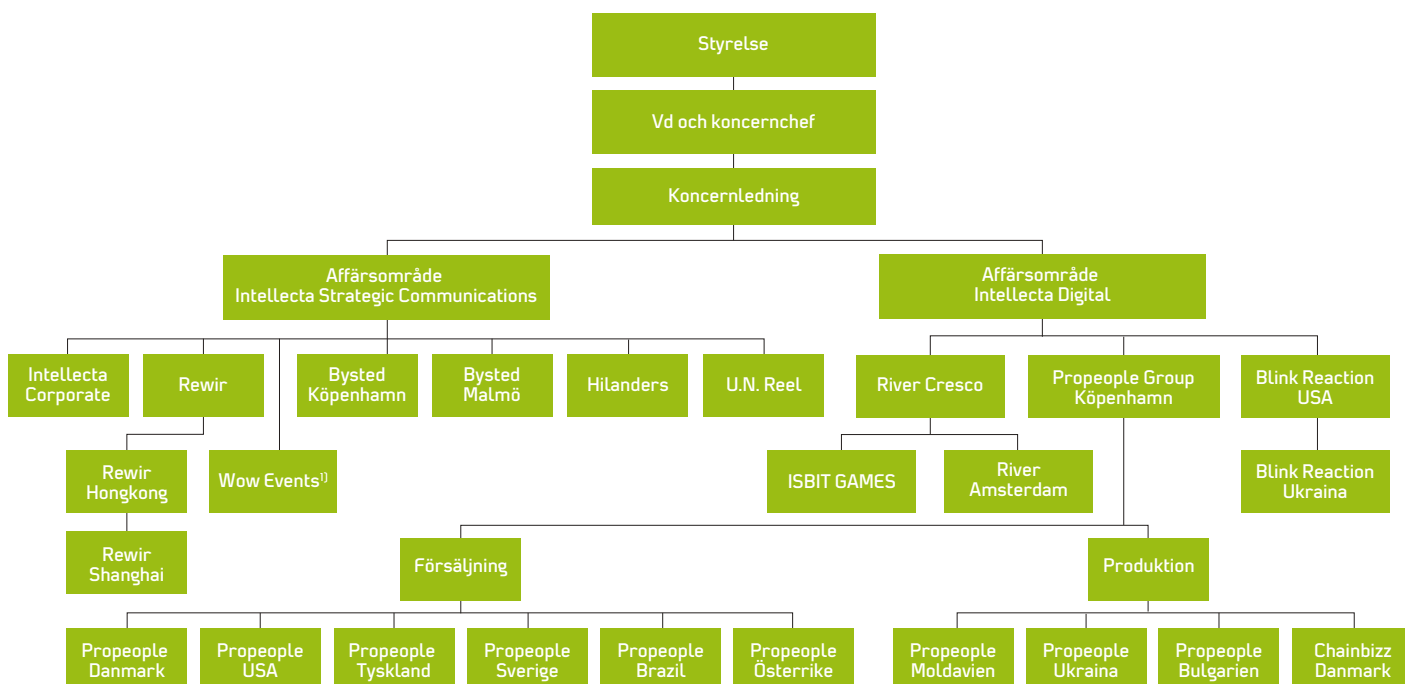 Styrelse
Vd och koncernchef
Koncernledning
Affärsområde
Intellecta Strategic Communications
Affärsområde
Intellecta Digital
Intellecta
Corporate
Rewir
Bysted
Köpenhamn
Bysted
Malmö
Hilanders
U.N. Reel
River Cresco
Propeople Group
Köpenhamn
Blink Reaction
USA
Rewir
Hongkong
Wow Events¹⁾
ISBIT GAMES
River
Amsterdam
Blink Reaction
Ukraina
Rewir
Shanghai
Försäljning
Produktion
Propeople
Danmark
Propeople
USA
Propeople
Tyskland
Propeople
Sverige
Propeople
Brazil
Propeople
Österrike
Propeople
Moldavien
Propeople
Ukraina
Propeople
Bulgarien
Chainbizz
Danmark